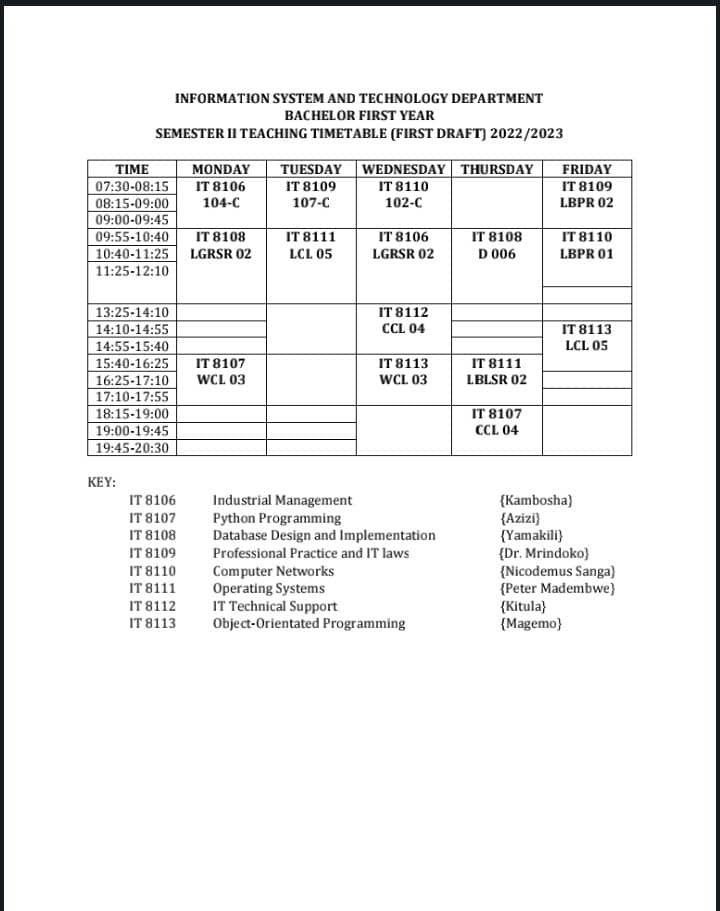 INFORMATION SYSTEM AND TECHNOLOGY DEPARTMENT
BACHELOR FIRST YEAR
SEMESTER II TEACHING TIMETABLE (FIRST DRAFT) 2022/2023
TIME MONDAY TUESDAY WEDNESDAY THURSDAY FRIDAY
07:30-08:15 IT 8106 IT 8109 IT 8110 IT 8109
08:15-09:00 104-C 107-C 102-C LBPR 02
09:00-09:45
09:55-10:40 IT 8108 IT 8111 IT 8106 IT 8108 IT 8110
10:40-11:25 LGRSR 02 LCL 05 LGRSR 02 D 006 LBPR 01
11:25-12:10
13:25-14:10 IT 8112
14:10-14:55 CCL 04 IT 8113
14:55-15:40 LCL 05
15:40-16:25 IT 8107 IT 8113 IT 8111
16:25-17:10 WCL 03 WCL 03 LBLSR 02
17:10-17:55
18:15-19:00 IT 8107
19:00-19:45 CCL 04
19:45-20:30
KEY:
IT 8106 Industrial Management {Kambosha}
IT 8107 Python Programming {Azizi}
IT 8108 Database Design and Implementation {Yamakili}
IT 8109 Professional Practice and IT laws {Dr. Mrindoko}
IT 8110 Computer Networks {Nicodemus Sanga}
IT 8111 Operating Systems {Peter Madembwe}
IT 8112 IT Technical Support {Kitula}
IT 8113 Object-Orientated Programming {Magemo}